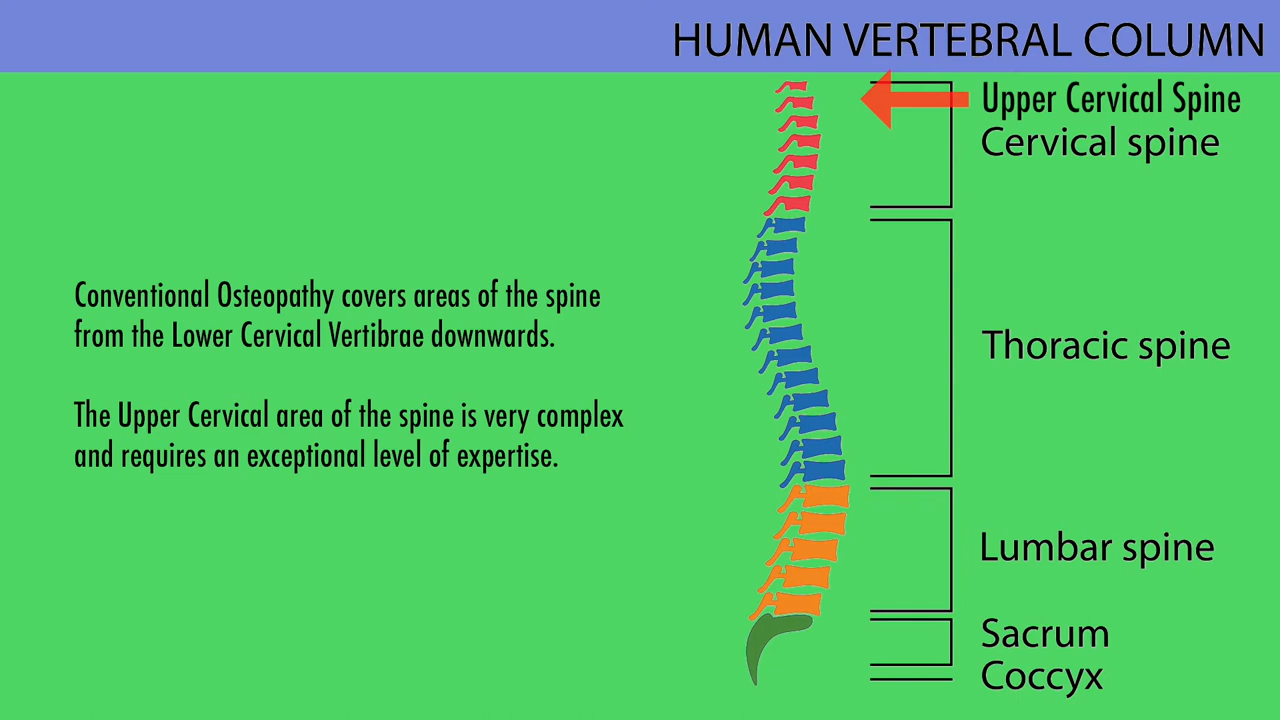 HUMAN VERTEBRAL COLUMN
Upper Cervical Spine
Cervical spine
Conventional Osteopathy covers areas of the spine
from the Lower Cervical Vertibrae downwards.
The Upper Cervical area of the spine is very complex
and requires an exceptional level of expertise.
Thoracic spine
Lumbar spine
Sacrum
Coccyx